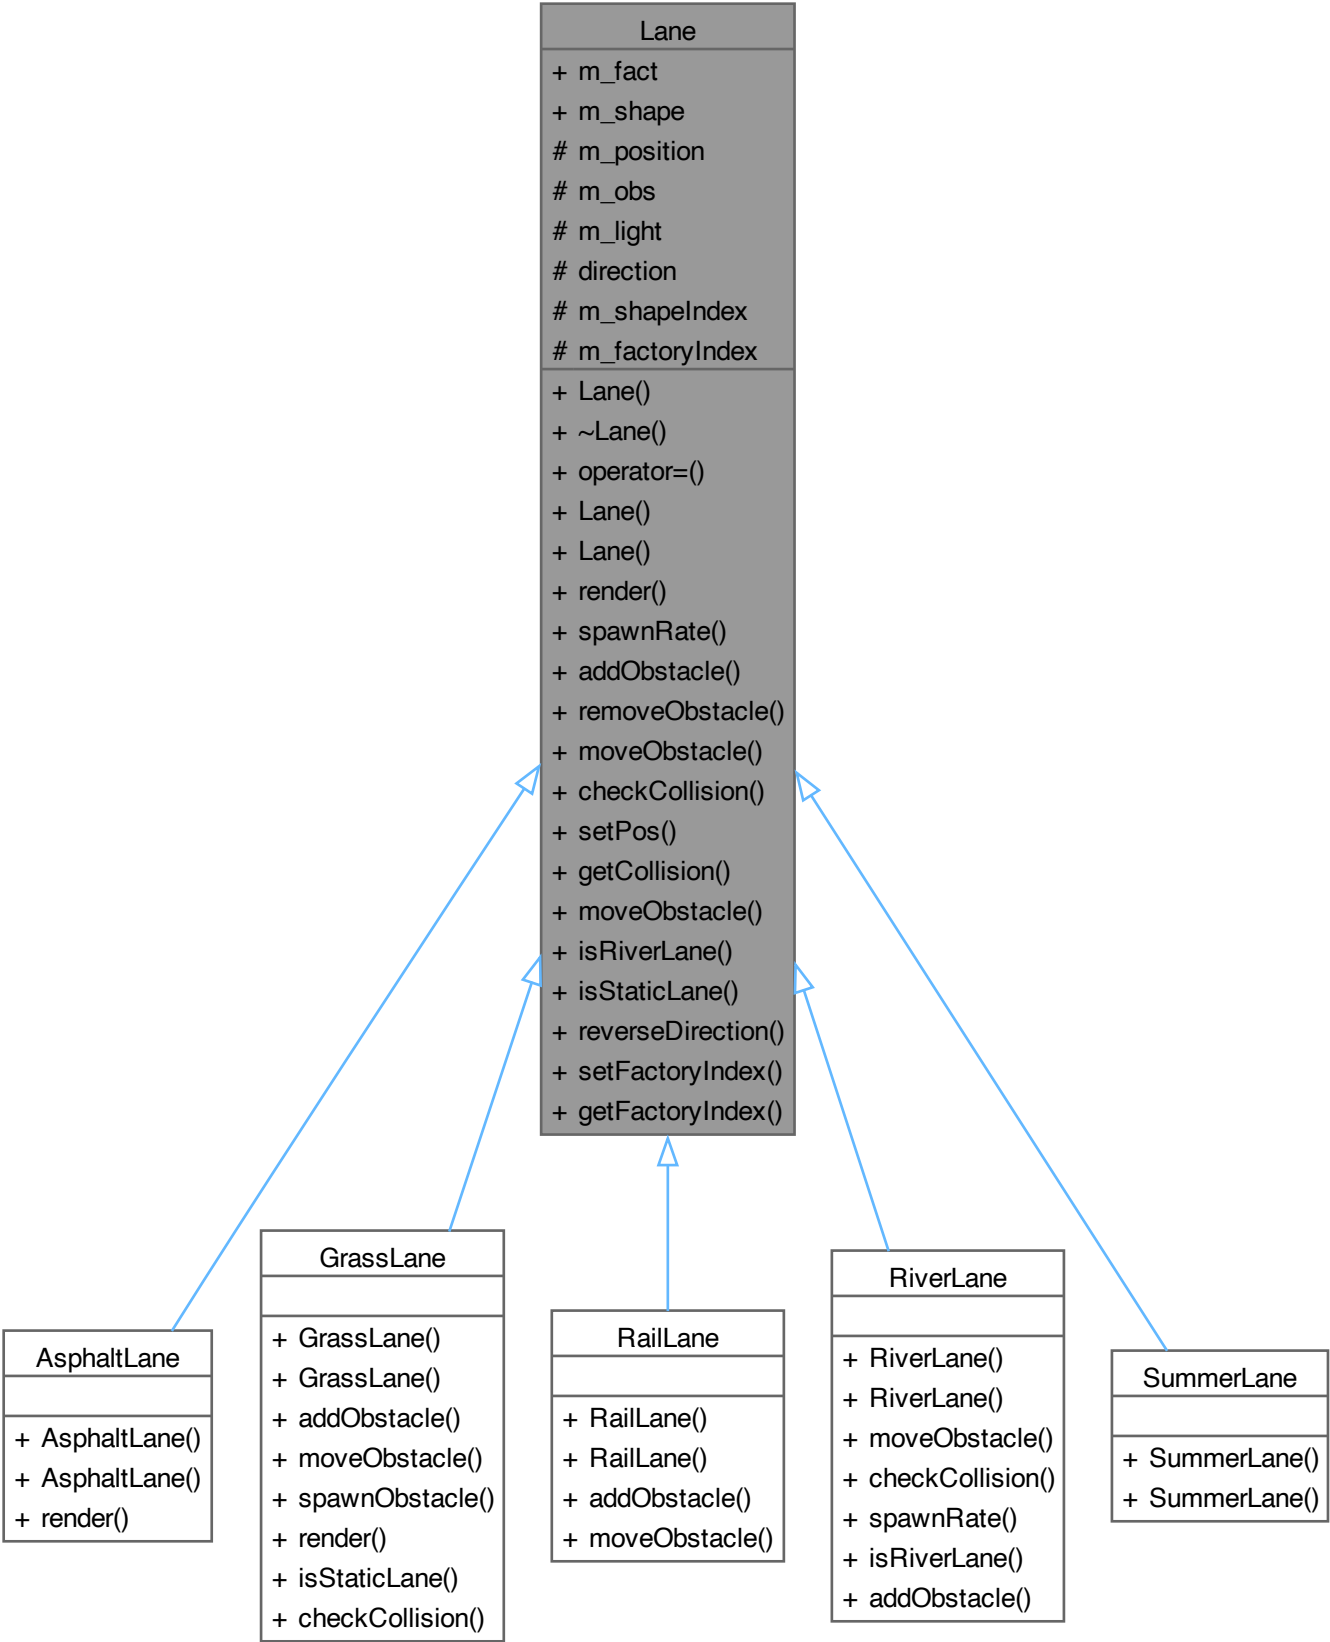 Lane
+ m_fact
+ m_shape
# m_position
# m_obs
# m_light
# direction
# m_shapeIndex
# m_factoryIndex
+ Lane()
+ ~Lane()
+ operator=()
+ Lane()
+ Lane()
+ render()
+ spawnRate()
+ addObstacle()
+ removeObstacle()
+ moveObstacle()
+ checkCollision()
+ setPos()
+ getCollision()
+ moveObstacle()
+ isRiverLane()
+ isStaticLane()
+ reverseDirection()
+ setFactoryIndex()
+ getFactoryIndex()
AsphaltLane
+ AsphaltLane()
+ AsphaltLane()
+ render()
GrassLane
+ GrassLane()
+ GrassLane()
+ addObstacle()
+ moveObstacle()
+ spawnObstacle()
+ render()
+ isStaticLane()
+ checkCollision()
RailLane
+ RailLane()
+ RailLane()
+ addObstacle()
+ moveObstacle()
RiverLane
+ RiverLane()
+ RiverLane()
+ moveObstacle()
+ checkCollision()
+ spawnRate()
+ isRiverLane()
+ addObstacle()
SummerLane
+ SummerLane()
+ SummerLane()